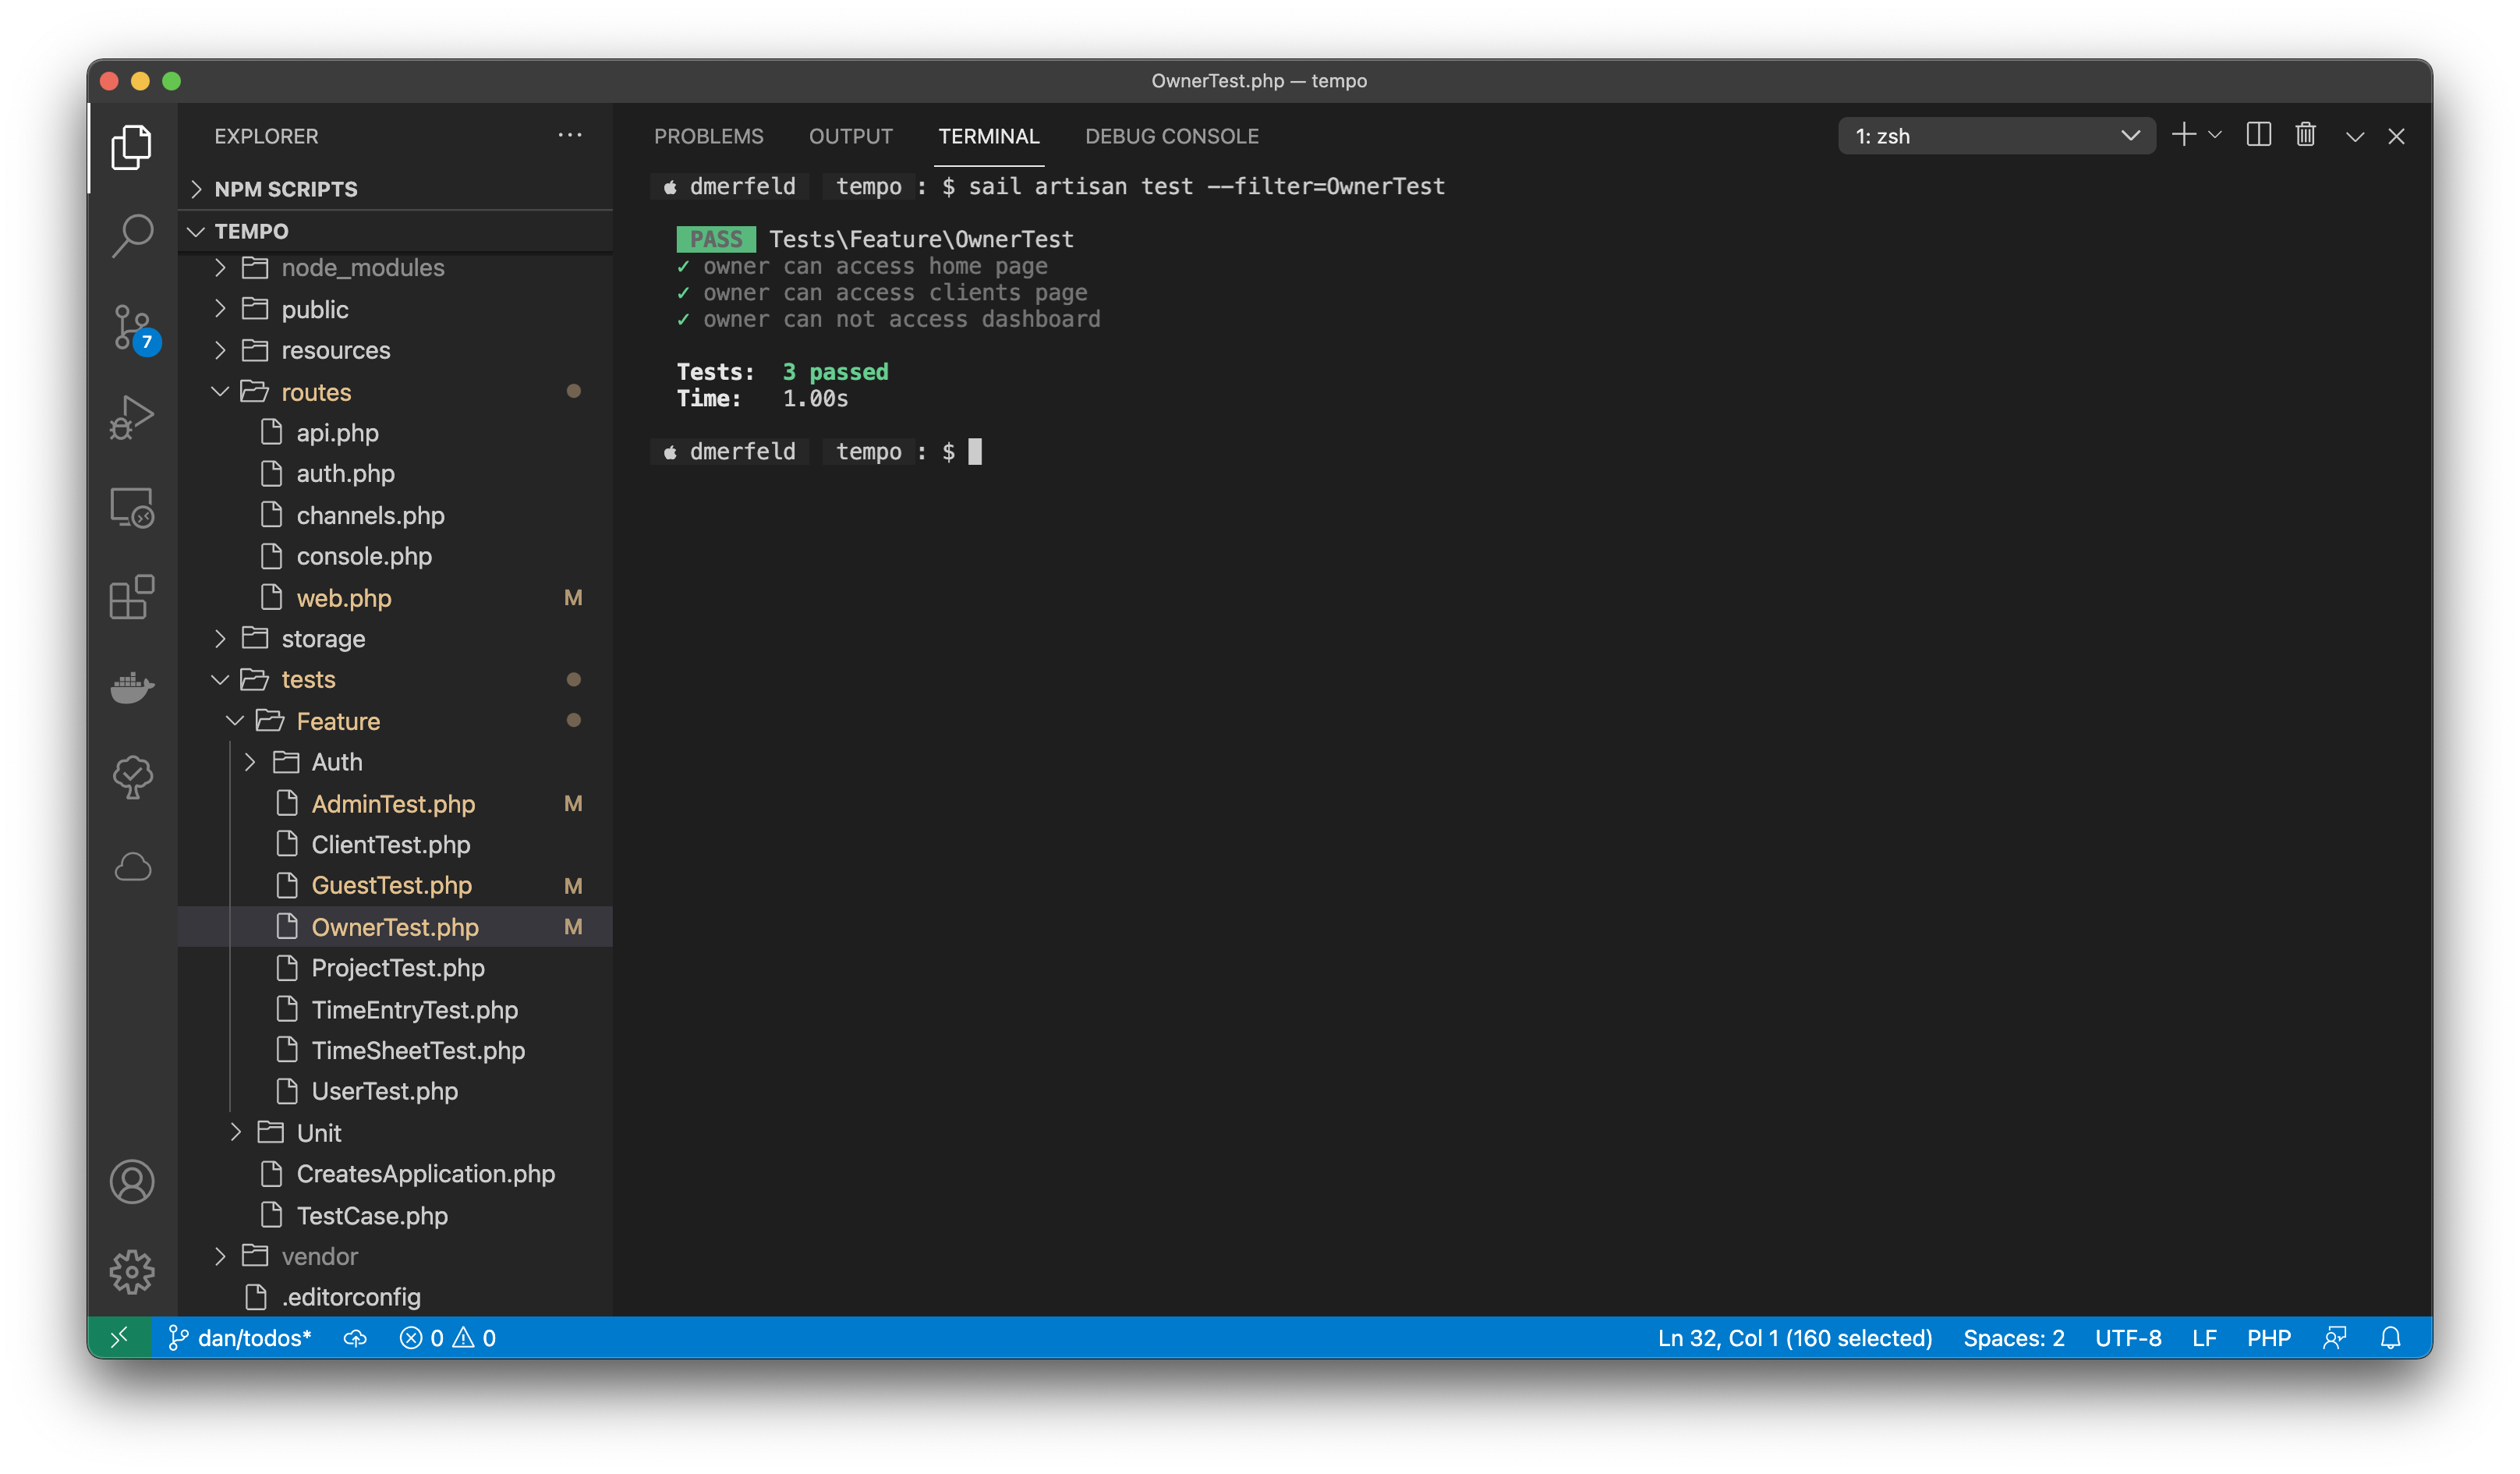 OwnerTest.php — tempo
EXPLORER
NPM SCRIPTS
TEMPO
node_modules
public
resources
routes
api.php
auth.php
channels.php
console.php
web.php M
storage
tests
Feature
Auth
AdminTest.php M
ClientTest.php
GuestTest.php M
OwnerTest.php M
ProjectTest.php
TimeEntryTest.php
TimeSheetTest.php
UserTest.php
Unit
CreatesApplication.php
TestCase.php
vendor
.editorconfig
7
PROBLEMS OUTPUT TERMINAL DEBUG CONSOLE 1: zsh
dmerfeld tempo : $ sail artisan test --filter=OwnerTest
PASS Tests\Feature\OwnerTest
✓ owner can access home page
✓ owner can access clients page
✓ owner can not access dashboard
Tests: 3 passed
Time: 1.00s
dmerfeld tempo : $
dan/todos* 0 0 Ln 32, Col 1 (160 selected) Spaces: 2 UTF-8 LF PHP